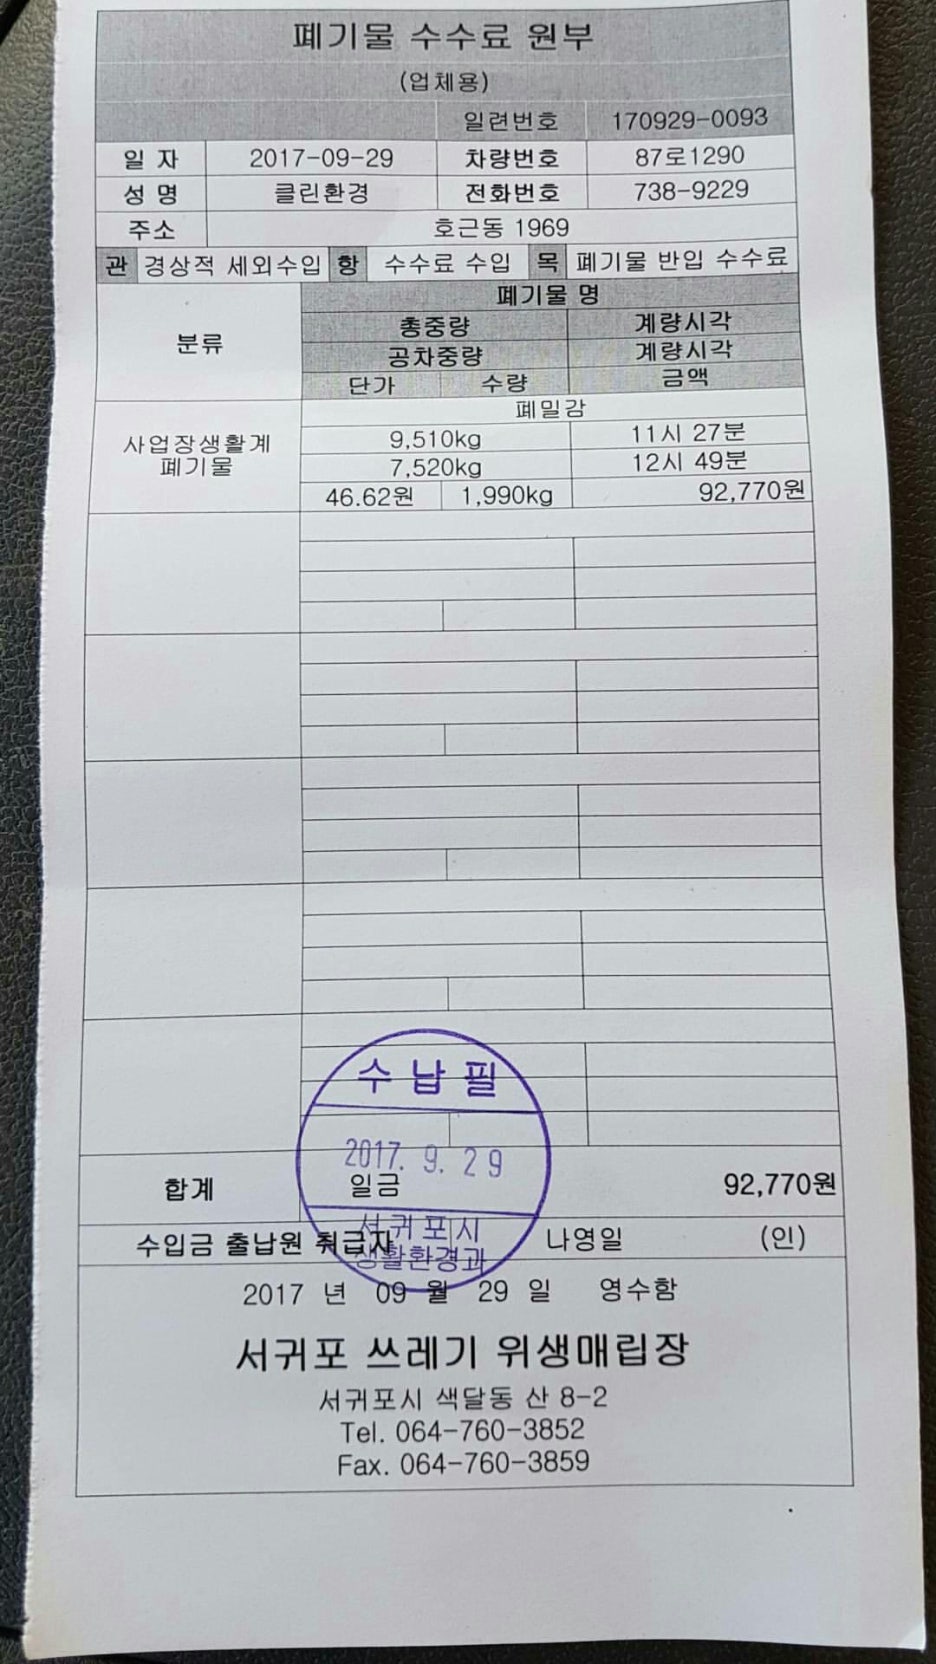 폐기물 수수료 원부
(업체용)
일련번호 170929-0093
일 자 2017-09-29 차량번호 87로1290
성 명 클린환경 전화번호 738-9229
주소 호근동 1969
관 경상적 세외수입 항 수수료 수입 목 폐기물 반입 수수료
분류
폐기물 명
총중량 계량시각
공차중량 계량시각
단가 수량 금액
사업장생활계
폐기물
폐밀감
9,510kg 11시 27분
7,520kg 12시 49분
46.62원 1,990kg 92,770원
수 납 필
2017. 9. 29
합계 일금 92,770원
서귀포시
생활환경과
수입금 출납원 취급자 나영일 (인)
2017 년 09 월 29 일 영수함
서귀포 쓰레기 위생매립장
서귀포시 색달동 산 8-2
Tel. 064-760-3852
Fax. 064-760-3859